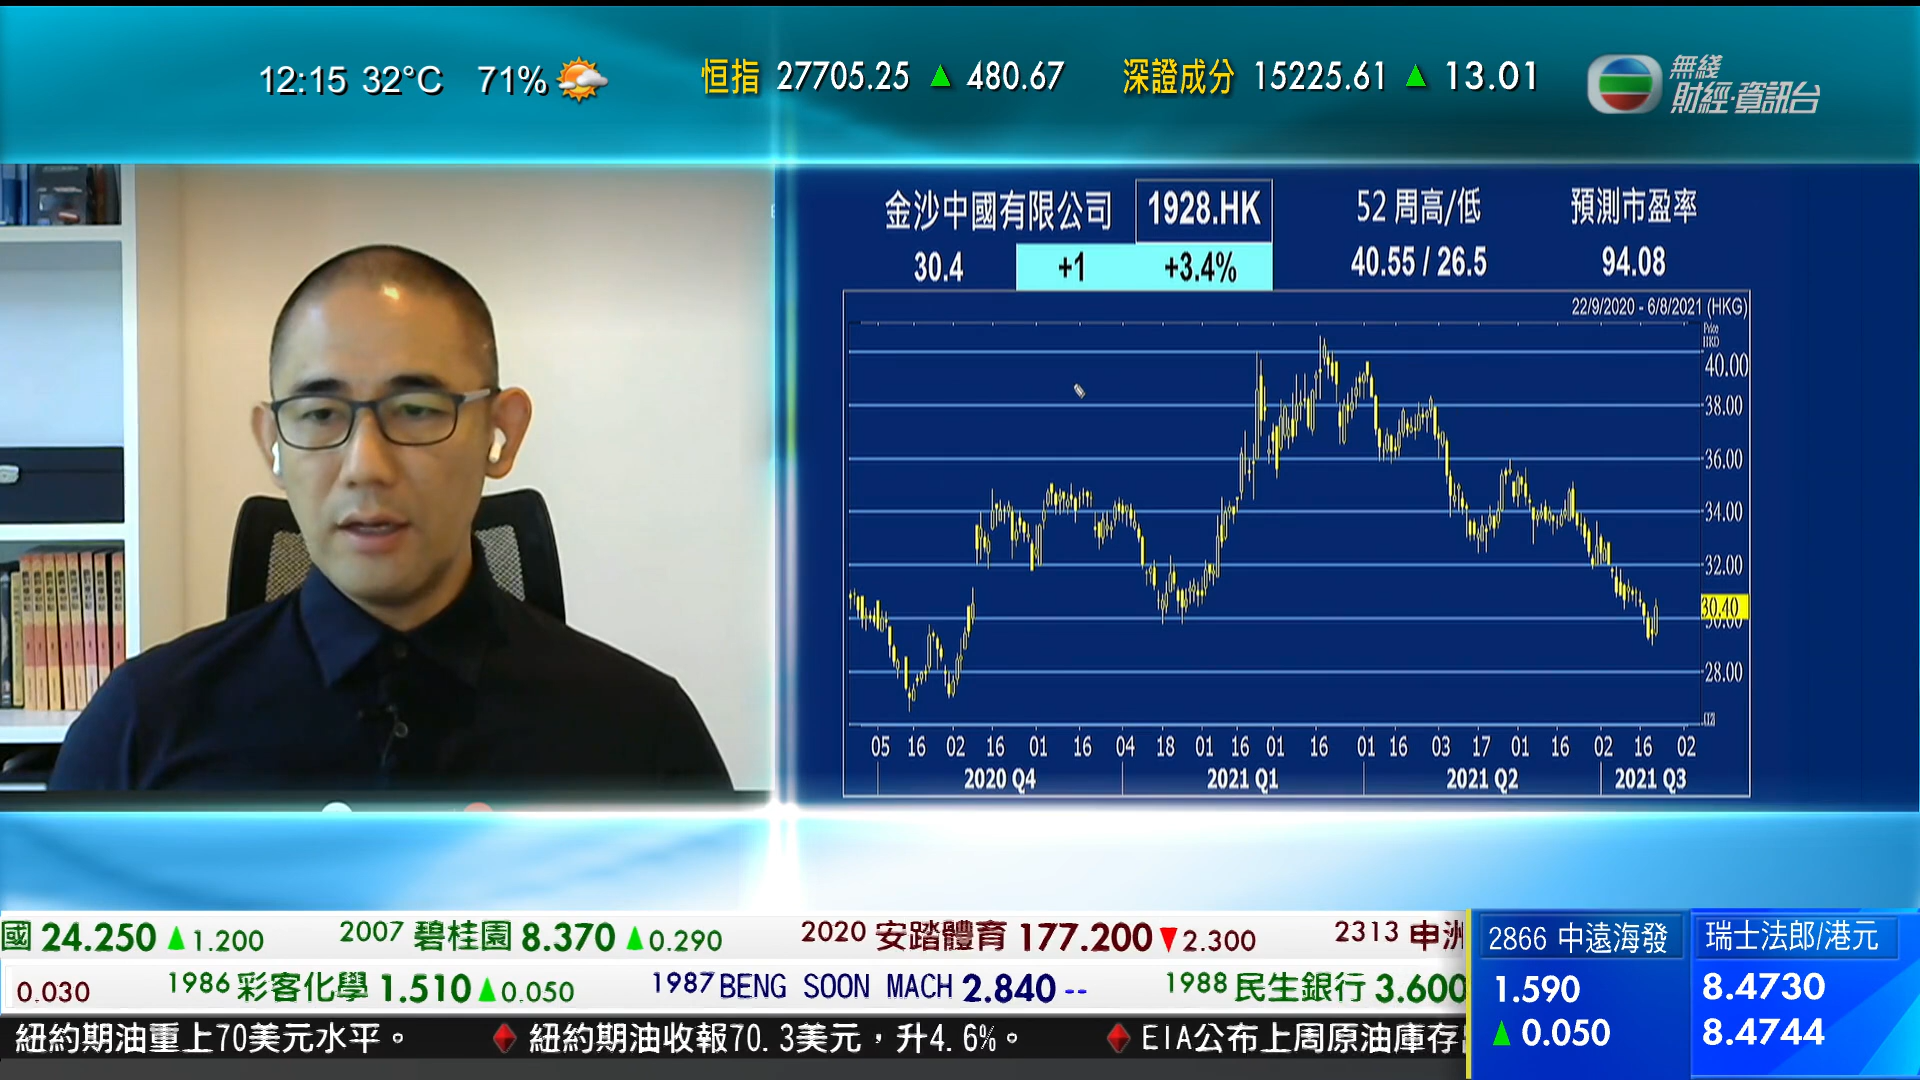 12:15 32°C 71%
恒指 27705.25 ▲ 480.67
深證成分 15225.61 ▲ 13.01
無綫
財經·資訊台
金沙中國有限公司 1928.HK
30.4 +1 +3.4%
52 周高/低
40.55 / 26.5
預測市盈率
94.08
22/9/2020 - 6/8/2021 (HKG)
Price
HKD
40.00
38.00
36.00
34.00
32.00
30.40
30.00
28.00
05 16 02 16 01 16 04 18 01 16 01 16 01 16 03 17 01 16 02 16 02
2020 Q4 2021 Q1 2021 Q2 2021 Q3
國 24.250 ▲ 1.200 2007 碧桂園 8.370 ▲ 0.290 2020 安踏體育 177.200 ▼ 2.300 2313 申洲
0.030 1986 彩客化學 1.510 ▲ 0.050 1987 BENG SOON MACH 2.840 -- 1988 民生銀行 3.600
紐約期油重上70美元水平。 ◆ 紐約期油收報70.3美元，升4.6%。 ◆ EIA公布上周原油庫存
2866 中遠海發
1.590
▲ 0.050
瑞士法郎/港元
8.4730
8.4744